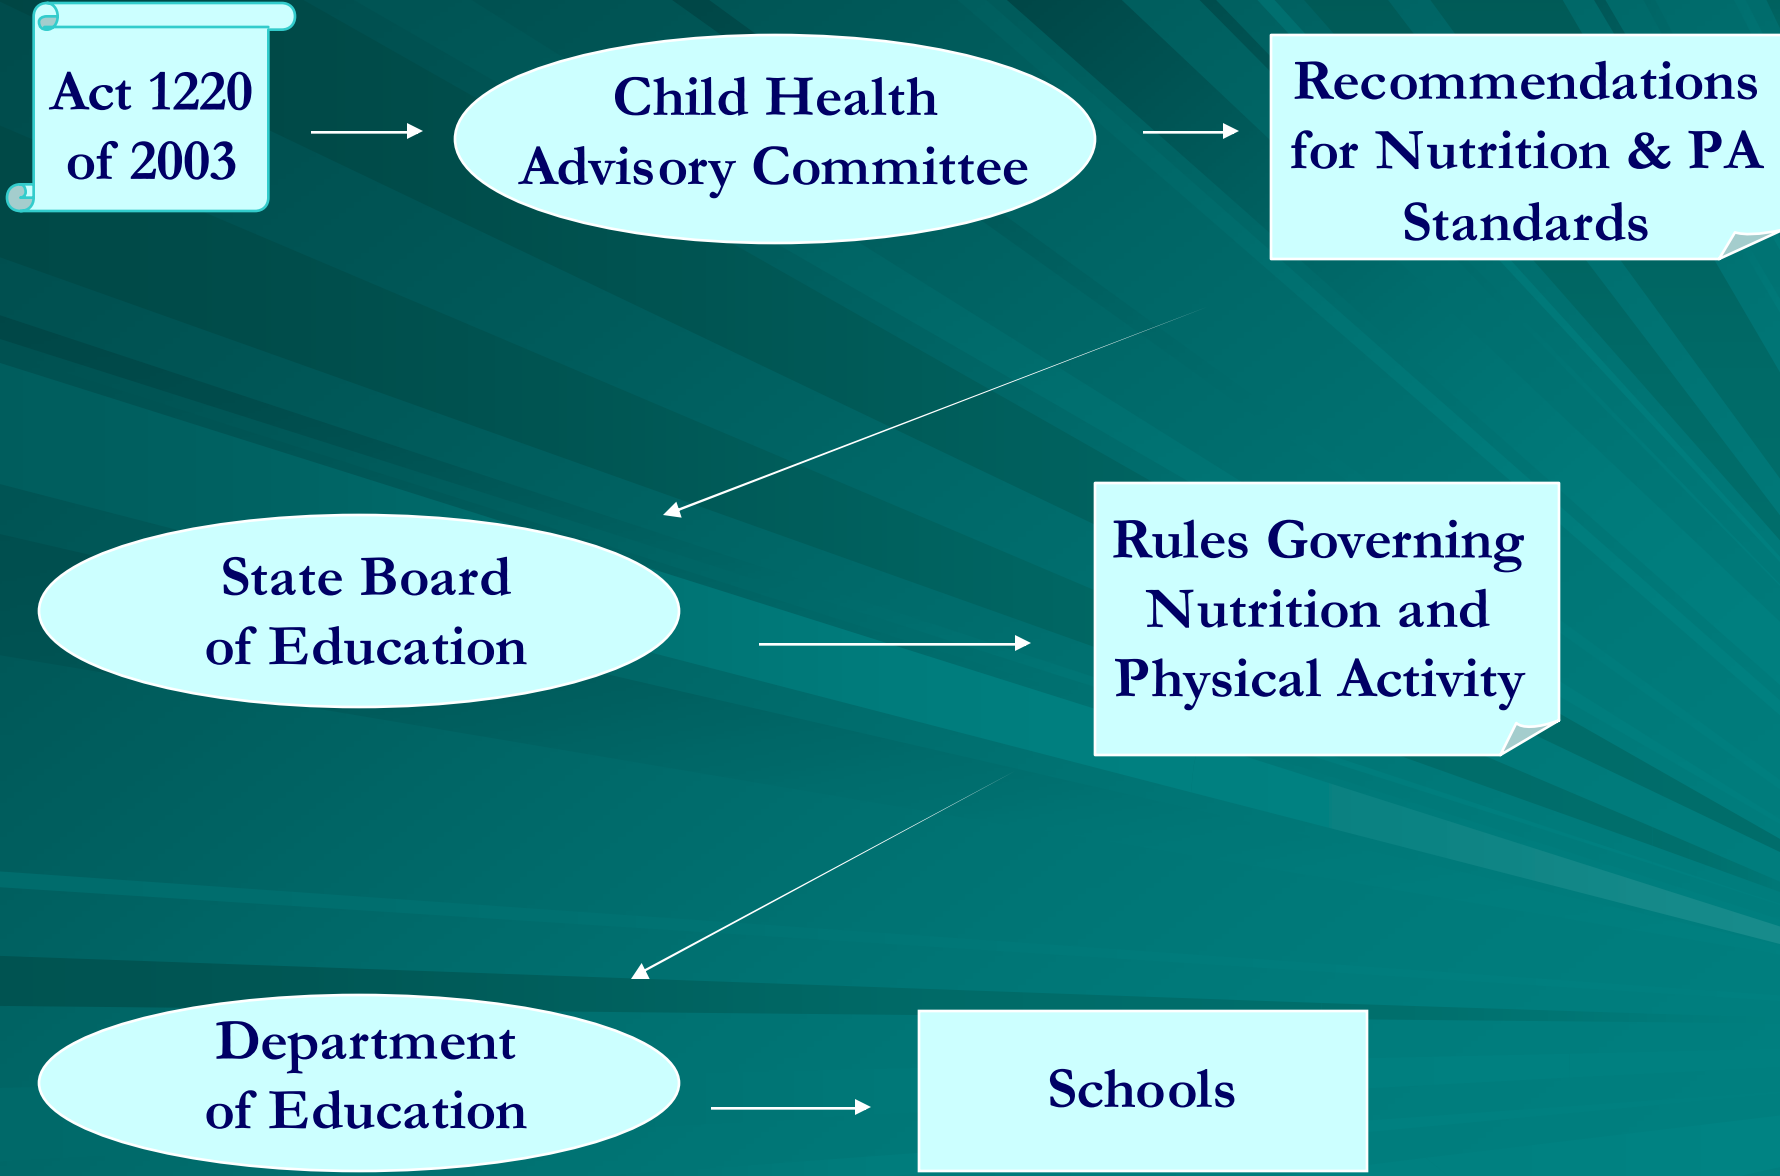 Act 1220
of 2003
Child Health
Advisory Committee
Recommendations
for Nutrition & PA
Standards
State Board
of Education
Rules Governing
Nutrition and
Physical Activity
Department
of Education
Schools